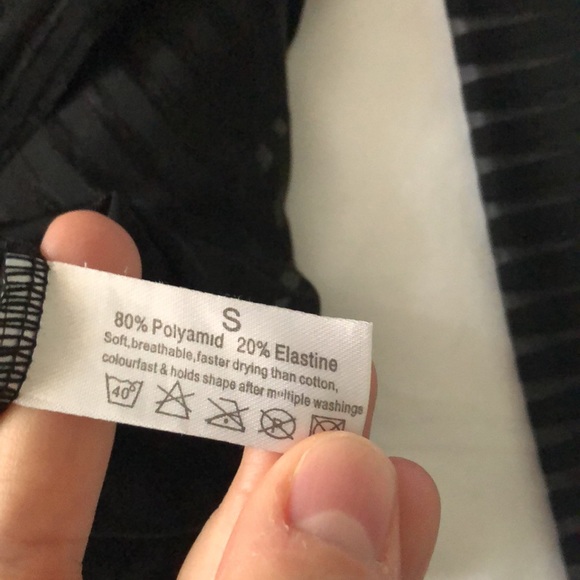 S
80% Polyamid 20% Elastine
Soft,breathable,faster drying than cotton,
colourfast & holds shape after multiple washings
40°
P